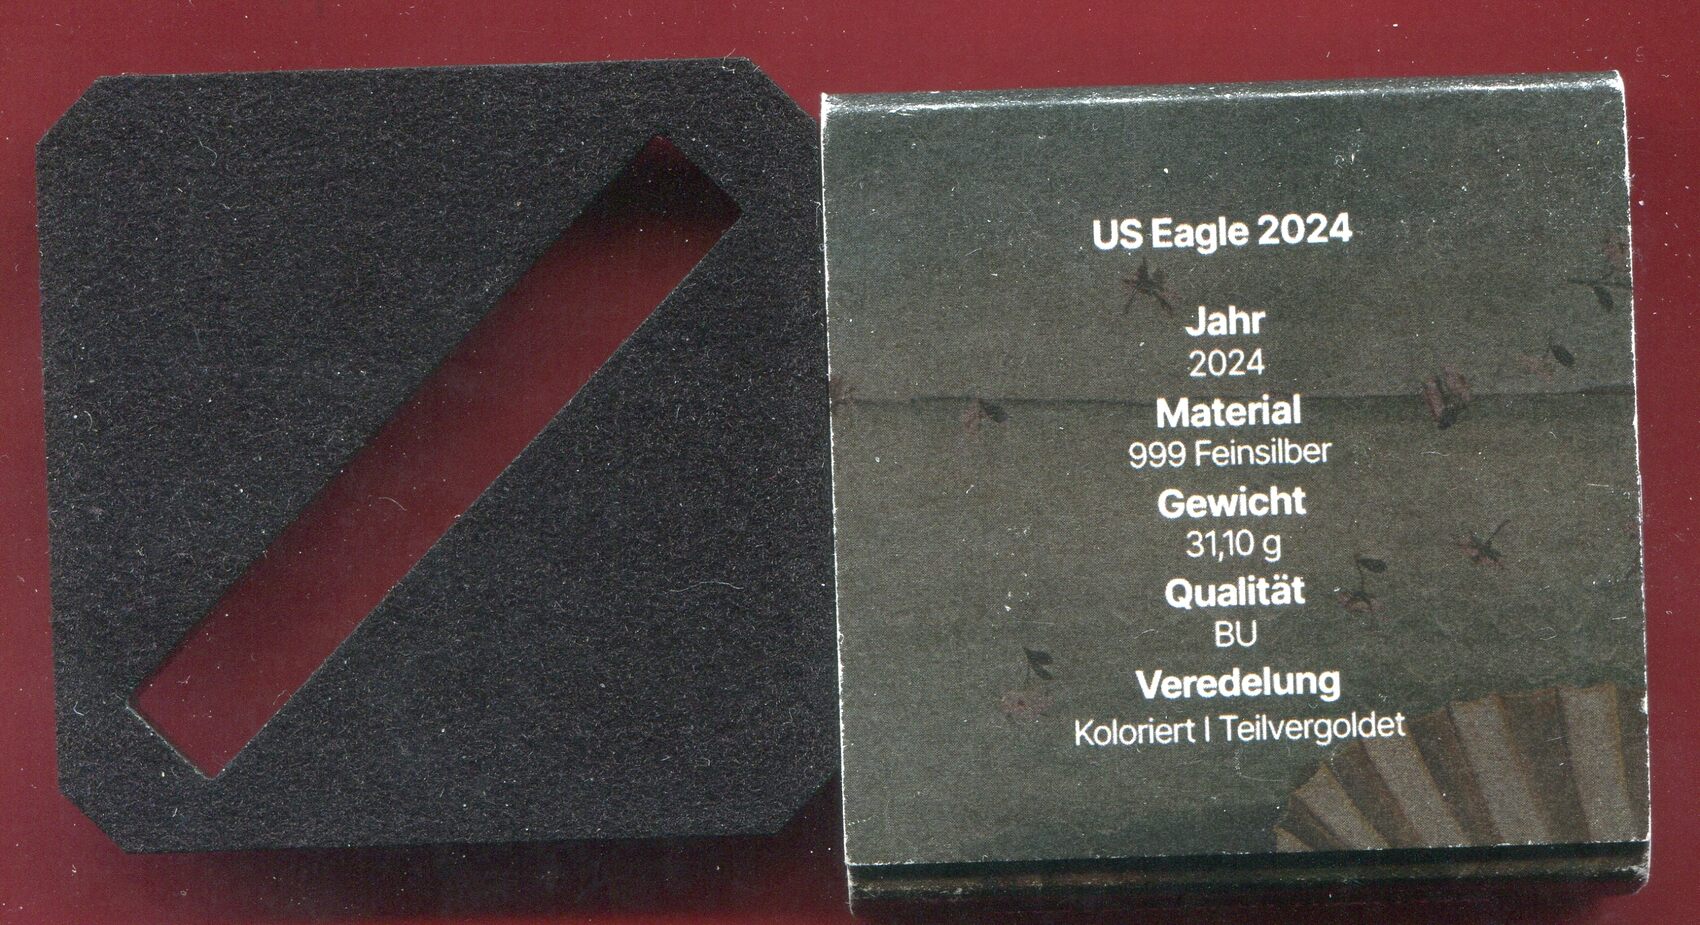 US Eagle 2024
Jahr
2024
Material
999 Feinsilber
Gewicht
31,10 g
Qualität
BU
Veredelung
Koloriert | Teilvergoldet